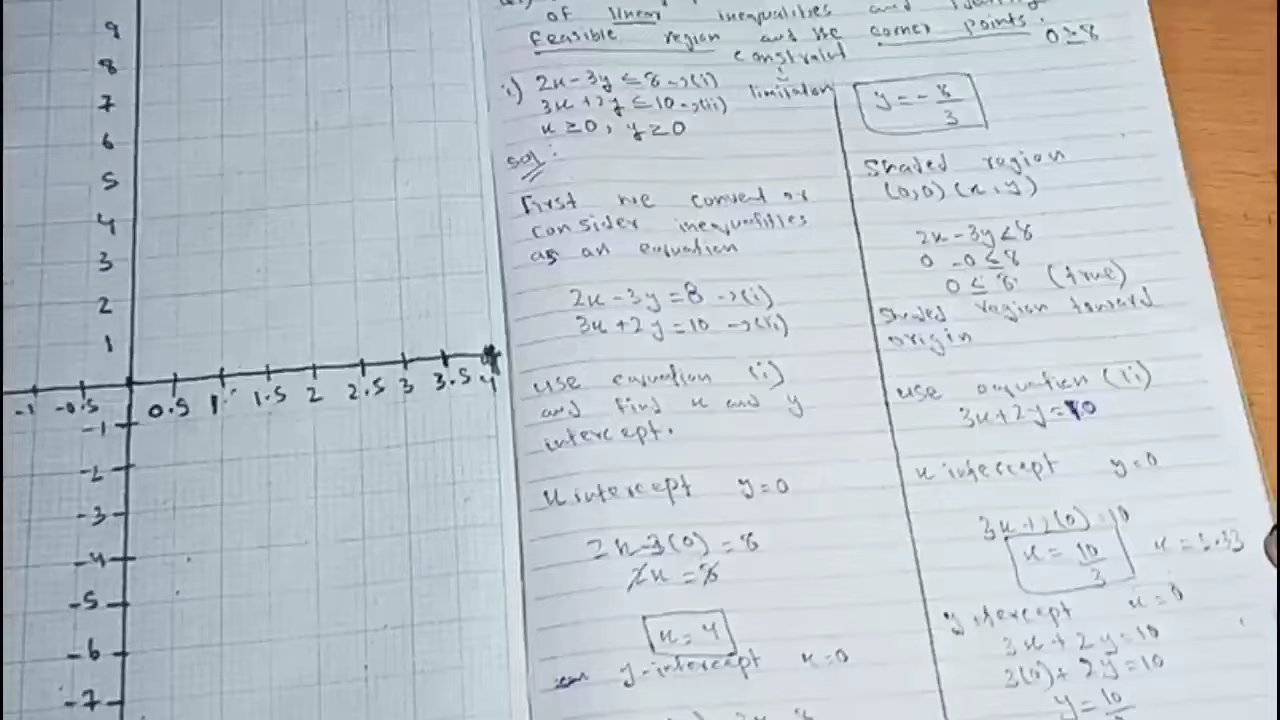 9
8
7
6
5
4
3
2
1
-1 -0.5 0.5 1 1.5 2 2.5 3 3.5 4
-1
-2
-3
-4
-5
-6
-7
of linear inequalities and
feasible region and the corner points.
constraint
i) 2x-3y ≤ 8 →(i)
3x+2y ≤ 10 →(ii) limitation
x ≥ 0, y ≥ 0
Sol:
First we convert or
consider inequalities
as an equation
2x-3y=8 →(i)
3x+2y=10 →(ii)
use equation (i)
and find x and y
intercept.
x intercept y=0
2x-3(0)=8
2x=8
x=4
y-intercept x=0
0≥8
y=-8/3
Shaded region
(0,0) (x,y)
2x-3y<8
0-0≤8
0≤8 (true)
Shaded region toward
origin
use equation (ii)
3x+2y=10
x intercept y=0
3x+2(0)=10
x=10/3 x=3.33
y itercept x=0
3x+2y=10
3(0)+2y=10